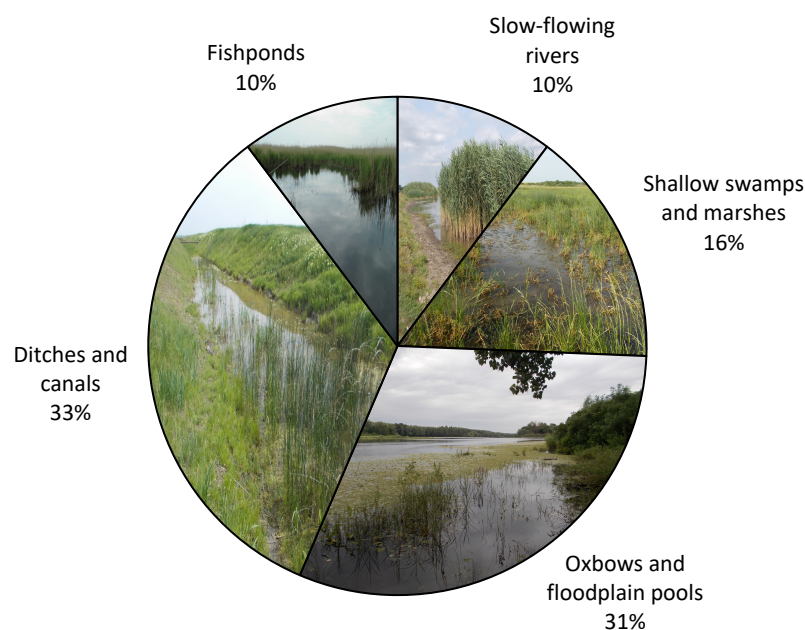 Slow-flowing
rivers
10%
Fishponds
10%
Shallow swamps
and marshes
16%
Ditches and
canals
33%
Oxbows and
floodplain pools
31%